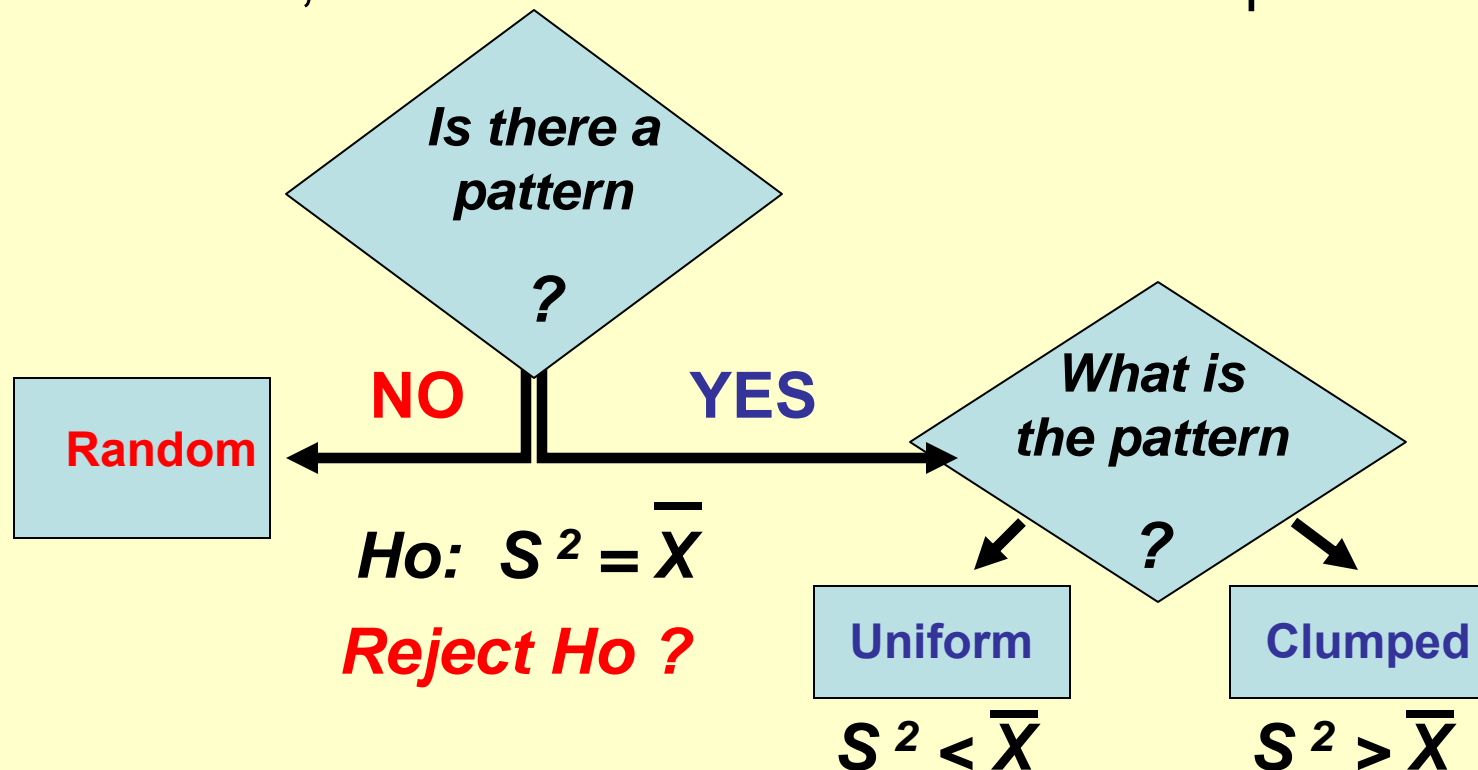 Is there a
pattern
?
NO
YES
What is
the pattern
?
Random
Ho: S² = X̅
Reject Ho ?
Uniform
Clumped
S² < X̅
S² > X̅